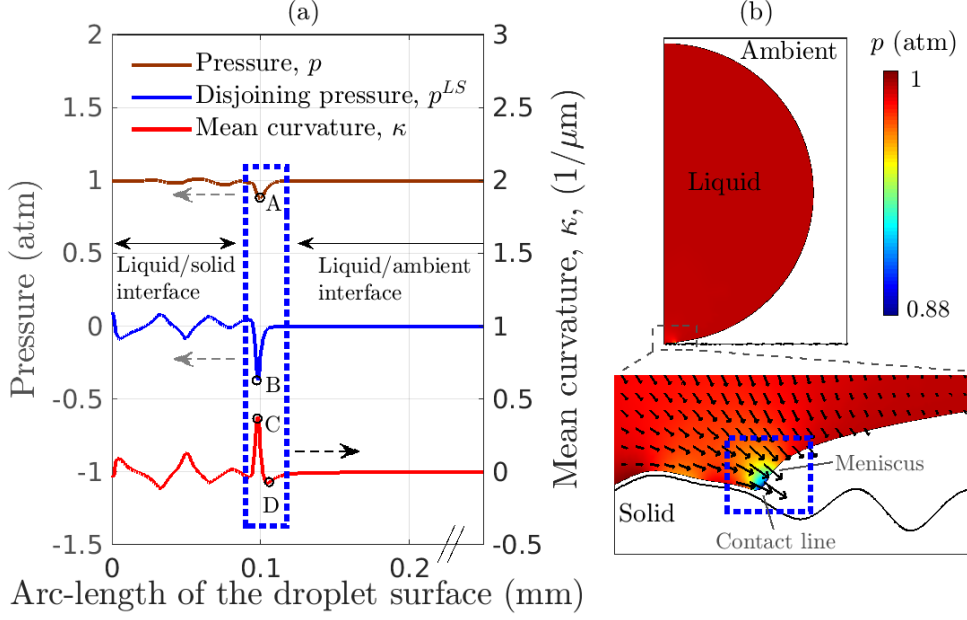 (a)
Pressure, p
Disjoining pressure, p^{LS}
Mean curvature, κ
A
Liquid/solid
interface
Liquid/ambient
interface
B
C
D
2
1.5
1
0.5
0
-0.5
-1
-1.5
Pressure (atm)
3
2.5
2
1.5
1
0.5
0
-0.5
Mean curvature, κ, (1/μm)
0
0.1
0.2
Arc-length of the droplet surface (mm)
(b)
Ambient
Liquid
p (atm)
1
0.88
Meniscus
Solid
Contact line